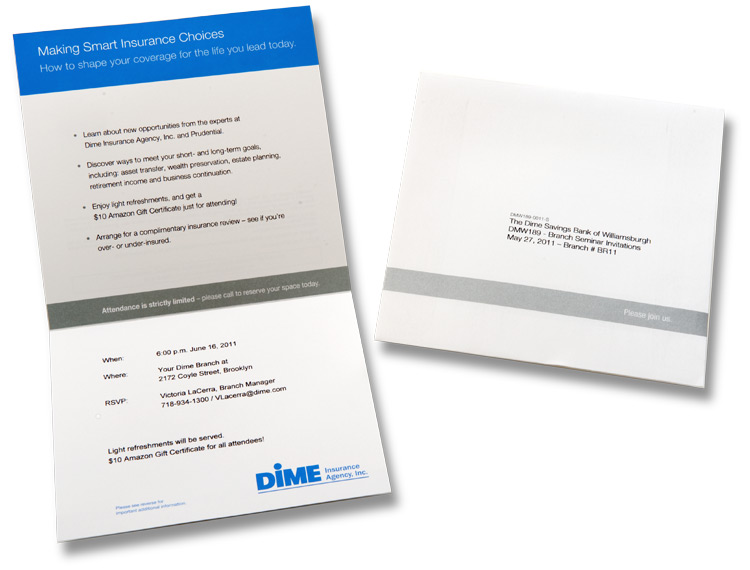 Making Smart Insurance Choices
How to shape your coverage for the life you lead today.
• Learn about new opportunities from the experts at
Dime Insurance Agency, Inc. and Prudential.
• Discover ways to meet your short- and long-term goals,
including: asset transfer, wealth preservation, estate planning,
retirement income and business continuation.
• Enjoy light refreshments, and get a
$10 Amazon Gift Certificate just for attending!
• Arrange for a complimentary insurance review – see if you're
over- or under-insured.
Attendance is strictly limited – please call to reserve your space today.
When: 6:00 p.m. June 16, 2011
Where: Your Dime Branch at
2172 Coyle Street, Brooklyn
RSVP: Victoria LaCerra, Branch Manager
718-934-1300 / VLacerra@dime.com
Light refreshments will be served.
$10 Amazon Gift Certificate for all attendees!
DIME Insurance
Agency, Inc.
Please see reverse for
important additional information.
The Dime Savings Bank of Williamsburgh
DMW189 - Branch Seminar Invitations
May 27, 2011 – Branch # BR11
Please join us.